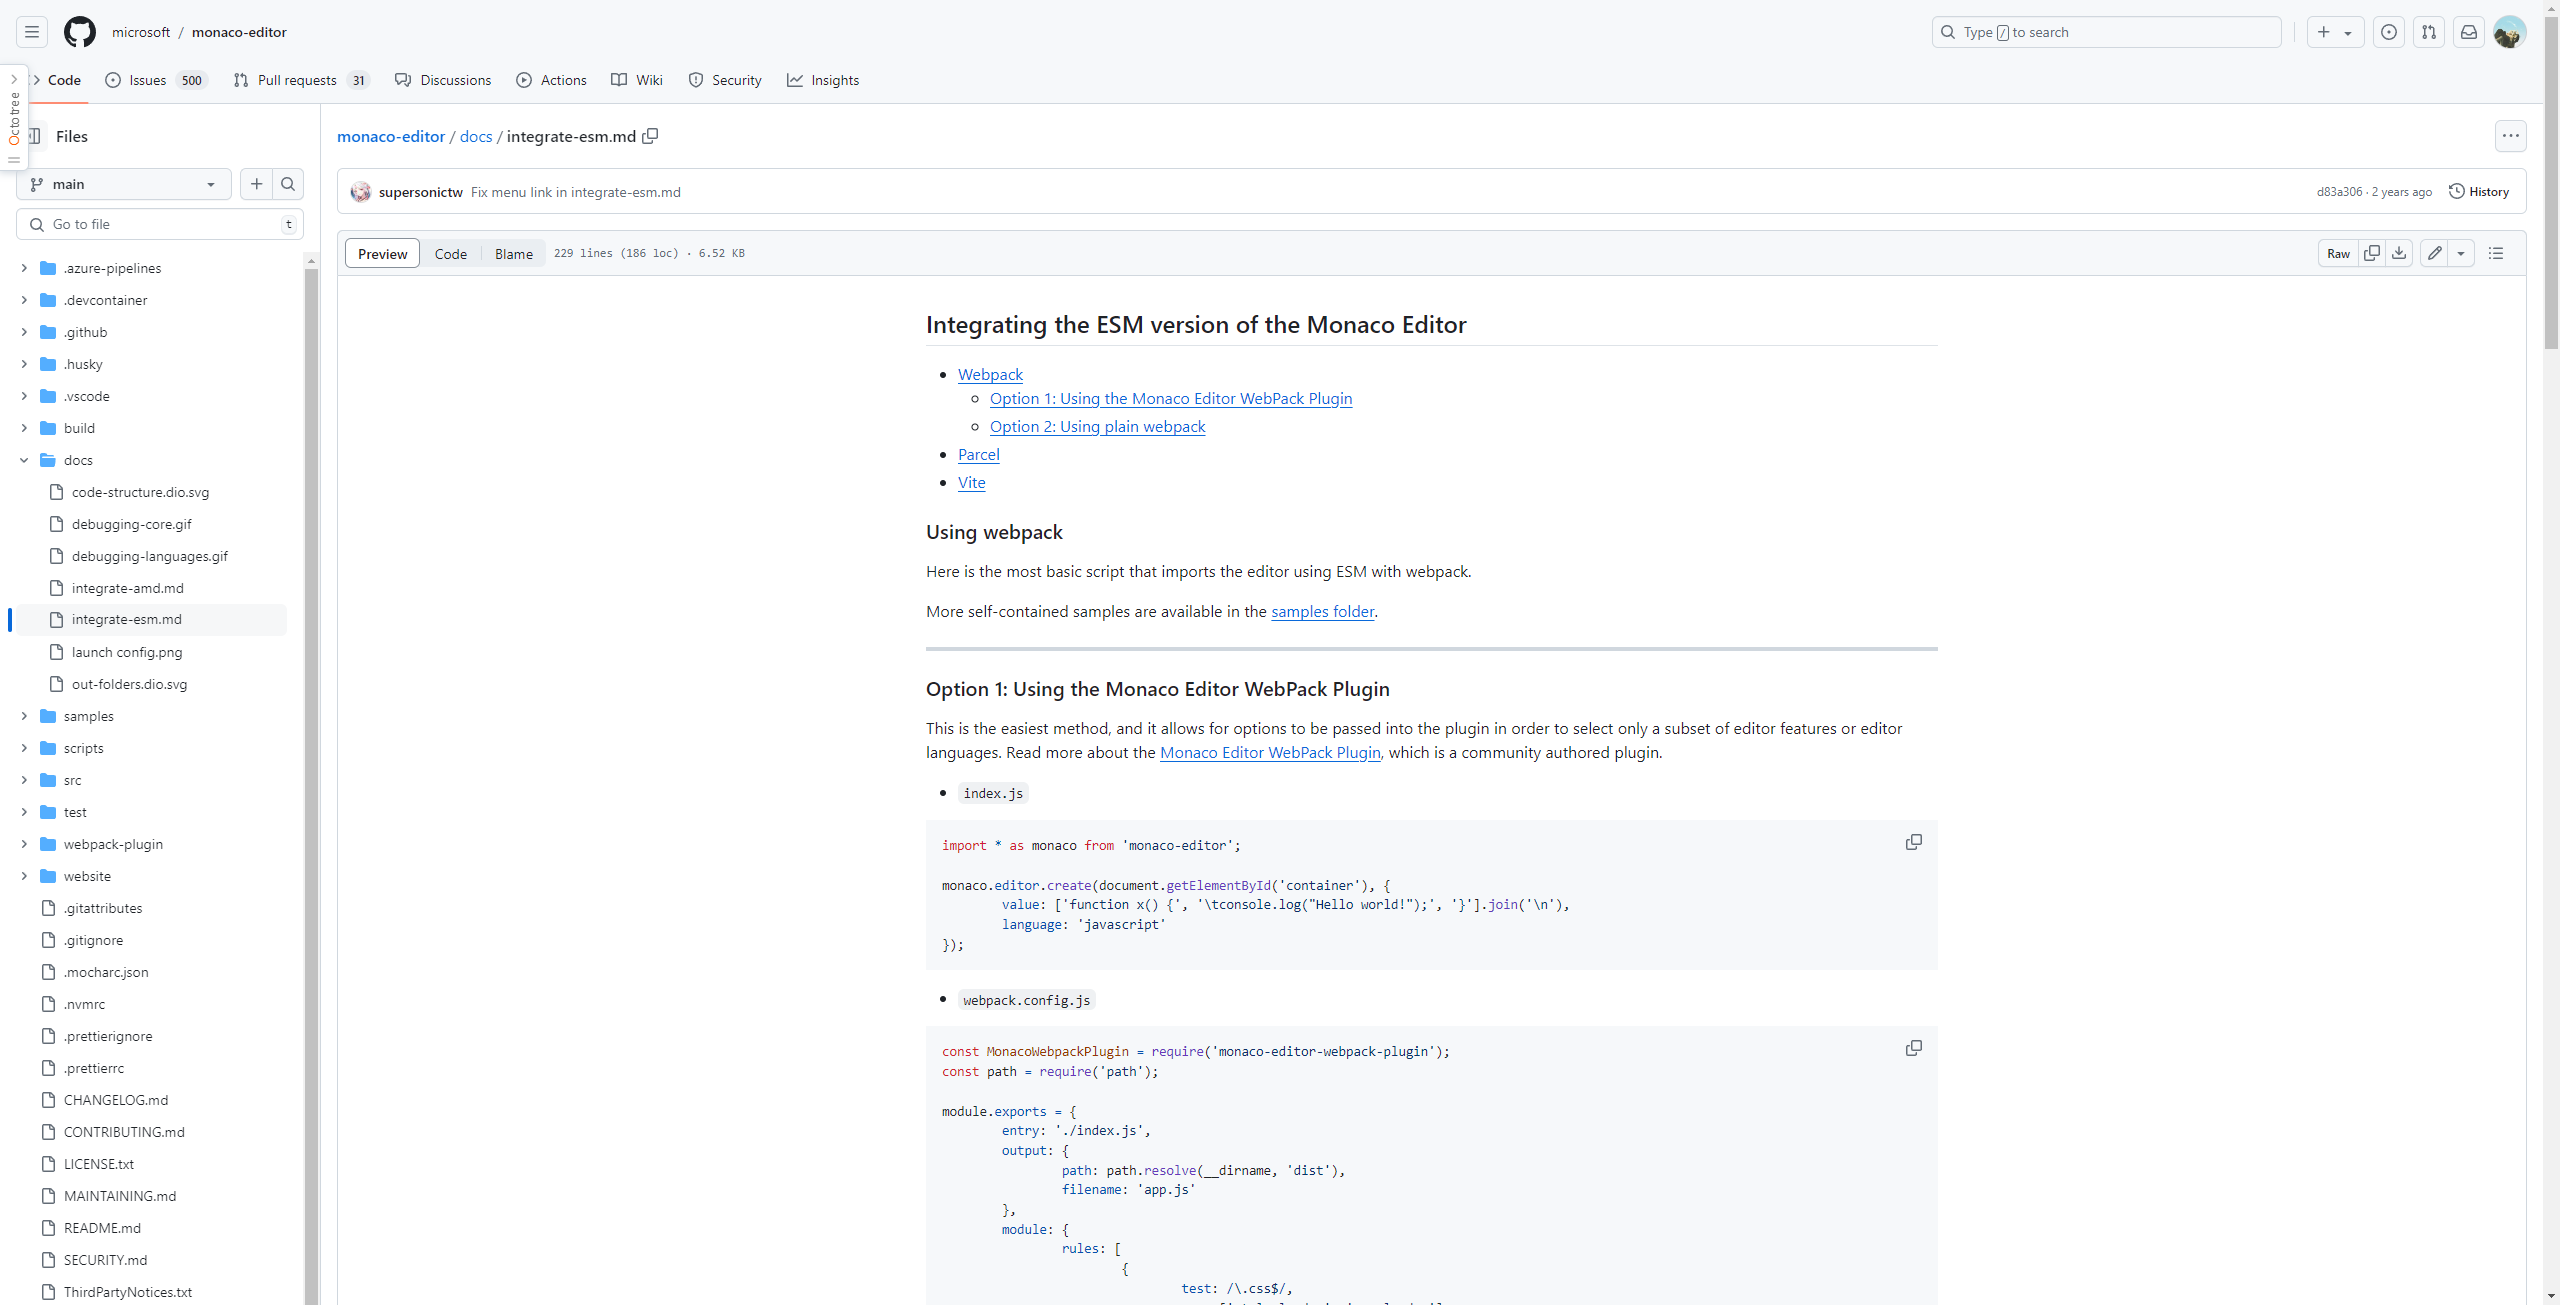 microsoft / monaco-editor
Type / to search
Code
Issues 500
Pull requests 31
Discussions
Actions
Wiki
Security
Insights
Octotree
Files
main
Go to file
t
.azure-pipelines
.devcontainer
.github
.husky
.vscode
build
docs
code-structure.dio.svg
debugging-core.gif
debugging-languages.gif
integrate-amd.md
integrate-esm.md
launch config.png
out-folders.dio.svg
samples
scripts
src
test
webpack-plugin
website
.gitattributes
.gitignore
.mocharc.json
.nvmrc
.prettierignore
.prettierrc
CHANGELOG.md
CONTRIBUTING.md
LICENSE.txt
MAINTAINING.md
README.md
SECURITY.md
ThirdPartyNotices.txt
monaco-editor / docs / integrate-esm.md
supersonictw Fix menu link in integrate-esm.md
d83a306 · 2 years ago
History
Preview
Code
Blame
229 lines (186 loc) · 6.52 KB
Raw
Integrating the ESM version of the Monaco Editor
Webpack
Option 1: Using the Monaco Editor WebPack Plugin
Option 2: Using plain webpack
Parcel
Vite
Using webpack
Here is the most basic script that imports the editor using ESM with webpack.
More self-contained samples are available in the samples folder.
Option 1: Using the Monaco Editor WebPack Plugin
This is the easiest method, and it allows for options to be passed into the plugin in order to select only a subset of editor features or editor
languages. Read more about the Monaco Editor WebPack Plugin, which is a community authored plugin.
index.js
import * as monaco from 'monaco-editor';
monaco.editor.create(document.getElementById('container'), {
value: ['function x() {', '\tconsole.log("Hello world!");', '}'].join('\n'),
language: 'javascript'
});
webpack.config.js
const MonacoWebpackPlugin = require('monaco-editor-webpack-plugin');
const path = require('path');
module.exports = {
entry: './index.js',
output: {
path: path.resolve(__dirname, 'dist'),
filename: 'app.js'
},
module: {
rules: [
{
test: /\.css$/,